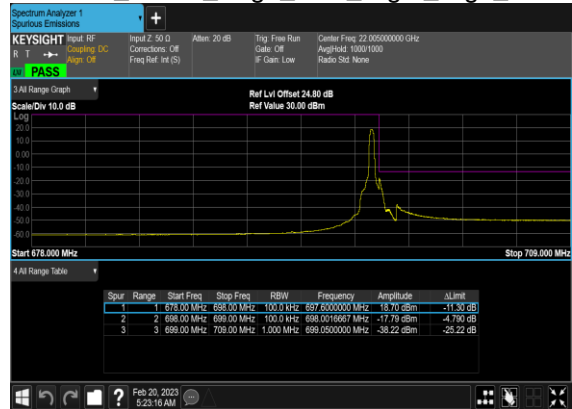 Spectrum Analyzer 1
Spurious Emissions
+
KEYSIGHT Input: RF
R T Coupling: DC
Align: Off
Input Z: 50 Ω
Corrections: Off
Freq Ref: Int (S)
Atten: 20 dB
Trig: Free Run
Gate: Off
IF Gain: Low
Center Freq: 22.005000000 GHz
Avg|Hold: 1000/1000
Radio Std: None
PASS
3 All Range Graph
Ref Lvl Offset 24.80 dB
Scale/Div 10.0 dB
Ref Value 30.00 dBm
Log
20.0
10.0
0.00
-10.0
-20.0
-30.0
-40.0
-50.0
-60.0
Start 678.000 MHz
Stop 709.000 MHz
4 All Range Table
Spur Range Start Freq Stop Freq RBW Frequency Amplitude ΔLimit
1 1 678.00 MHz 698.00 MHz 100.0 kHz 697.6000000 MHz 18.70 dBm -11.30 dB
2 2 698.00 MHz 699.00 MHz 100.0 kHz 698.0016667 MHz -17.79 dBm -4.790 dB
3 3 699.00 MHz 709.00 MHz 1.000 MHz 699.0500000 MHz -38.22 dBm -25.22 dB
?
Feb 20, 2023
5:23:16 AM